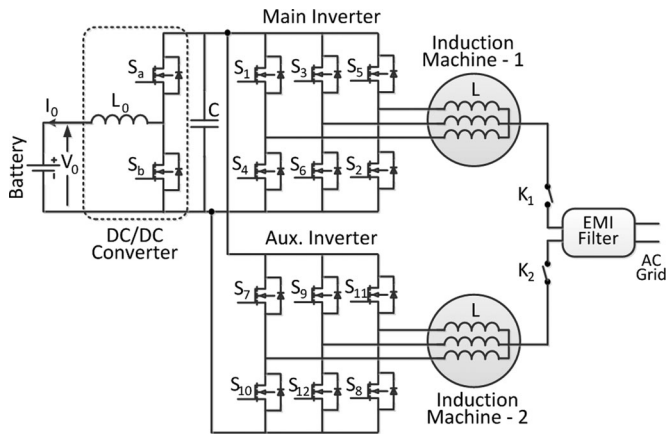 Main Inverter
Induction
Machine - 1
Sa
S1
S3
S5
L
I0
L0
C
Battery
+
-
V0
Sb
S4
S6
S2
K1
DC/DC
Converter
EMI
Filter
Aux. Inverter
K2
AC
Grid
S7
S9
S11
L
S10
S12
S8
Induction
Machine - 2